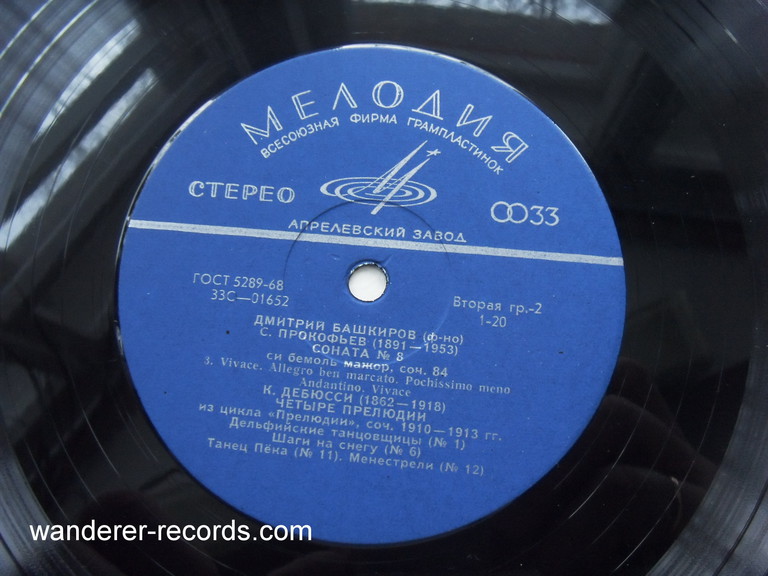 МЕЛОДИЯ
ВСЕСОЮЗНАЯ ФИРМА ГРАМПЛАСТИНОК
СТЕРЕО
33
АПРЕЛЕВСКИЙ ЗАВОД
ГОСТ 5289-68
33С—01652
Вторая гр.-2
1-20
ДМИТРИЙ БАШКИРОВ (ф-но)
С. ПРОКОФЬЕВ (1891—1953)
СОНАТА № 8
си бемоль мажор, соч. 84
3. Vivace. Allegro ben marcato. Pochissimo meno
Andantino. Vivace
К. ДЕБЮССИ (1862—1918)
ЧЕТЫРЕ ПРЕЛЮДИИ
из цикла «Прелюдии», соч. 1910—1913 гг.
Дельфийские танцовщицы (№ 1)
Шаги на снегу (№ 6)
Танец Пёка (№ 11). Менестрели (№ 12)
wanderer-records.com